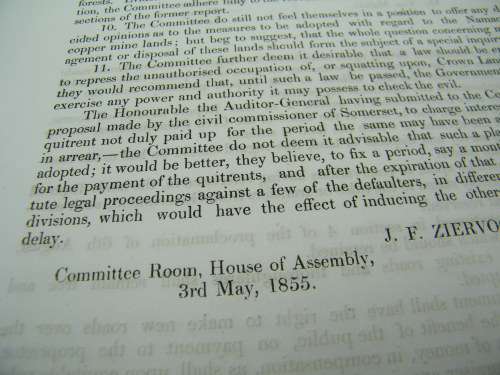 forests.
tion, the Committee adhere fully to the
sections of the former report
10. The Committee do still not feel themselves in a position to offer any d
cided opinions as to the measures to be adopted with regard to the Nama
copper mine lands; but beg to suggest, that the whole question concerning
agement or disposal of these lands should form the subject of a special inquiry
11. The Committee further deem it desirable that a law should be en
to repress the unauthorised occupation of, or squatting upon, Crown Lan
they would recommend that, until such a law be passed, the Government
exercise any power and authority it may possess to check the evil.
The Honourable the Auditor-General having submitted to the Co
proposal made by the civil commissioner of Somerset, to charge interes
quitrent not duly paid up for the period the same may have been a
in arrear,—the Committee do not deem it advisable that such a pl
adopted; it would be better, they believe, to fix a period, say a mont
for the payment of the quitrents, and after the expiration of that
tute legal proceedings against a few of the defaulters, in differen
divisions, which would have the effect of inducing the other
delay.
J. F. ZIERVO
Committee Room, House of Assembly,
3rd May, 1855.